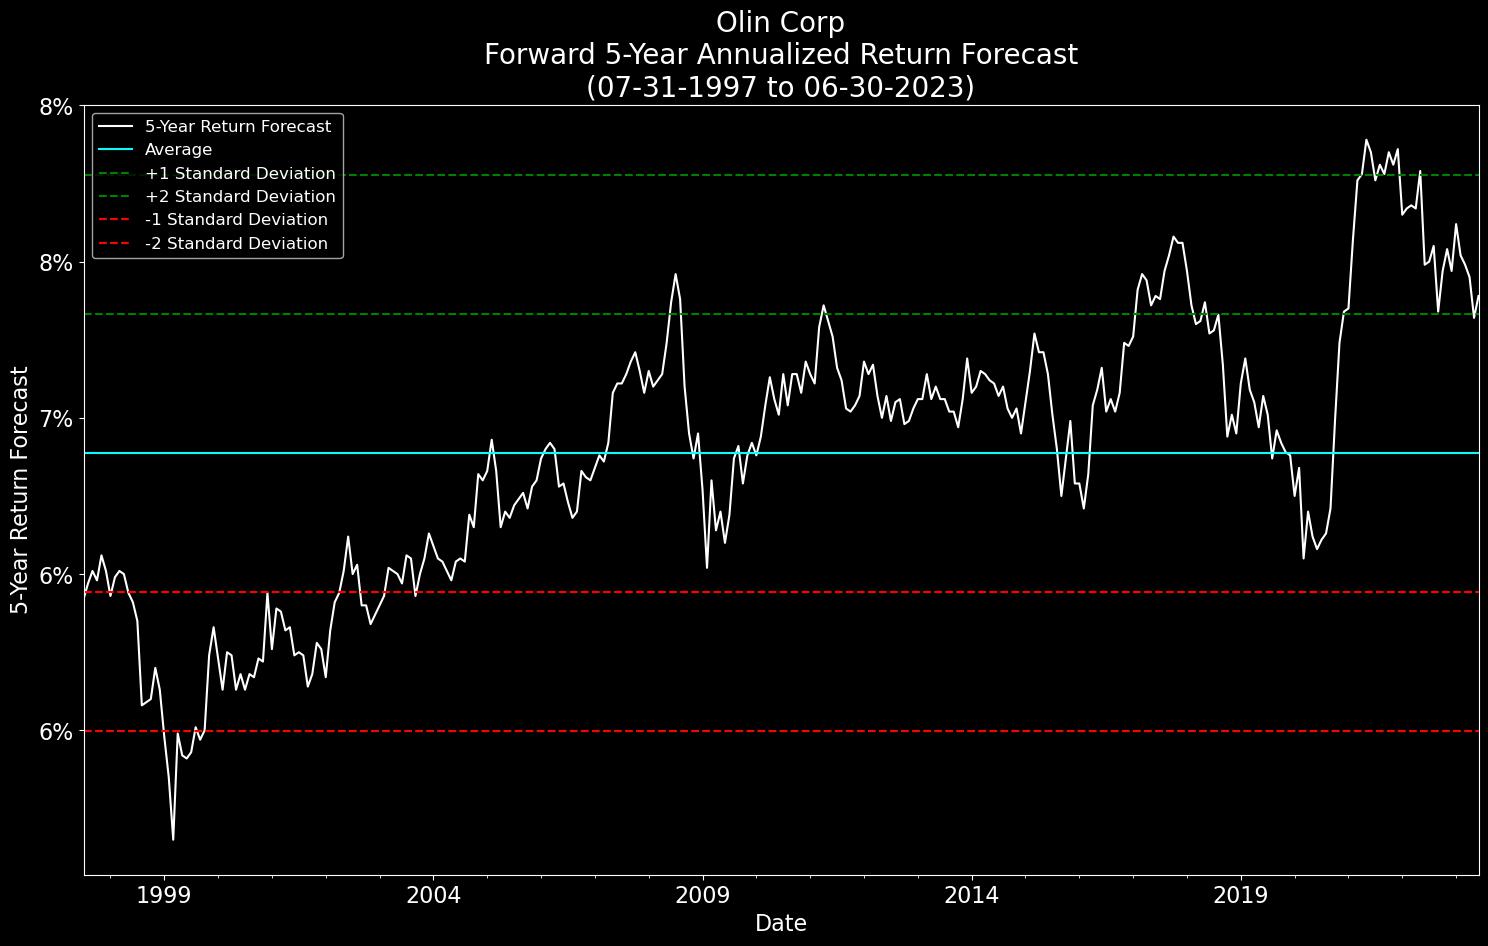 Olin Corp
Forward 5-Year Annualized Return Forecast
(07-31-1997 to 06-30-2023)
8%
8%
7%
6%
6%
5-Year Return Forecast
5-Year Return Forecast
Average
+1 Standard Deviation
+2 Standard Deviation
-1 Standard Deviation
-2 Standard Deviation
1999
2004
2009
2014
2019
Date